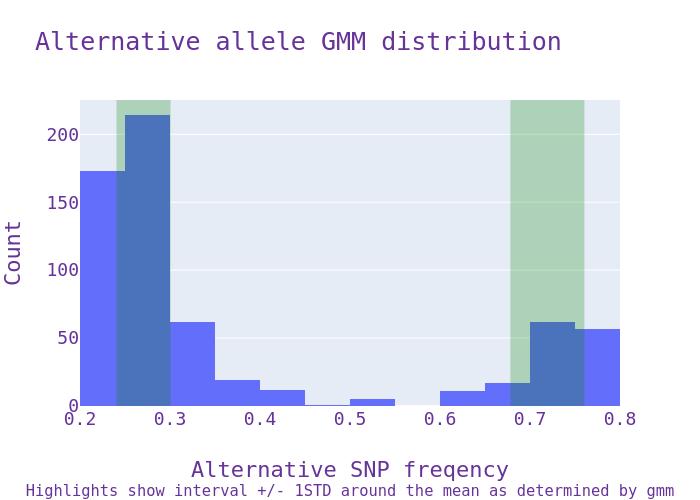 Alternative allele GMM distribution
200
150
100
50
0
Count
0.2 0.3 0.4 0.5 0.6 0.7 0.8
Alternative SNP freqency
Highlights show interval +/- 1STD around the mean as determined by gmm